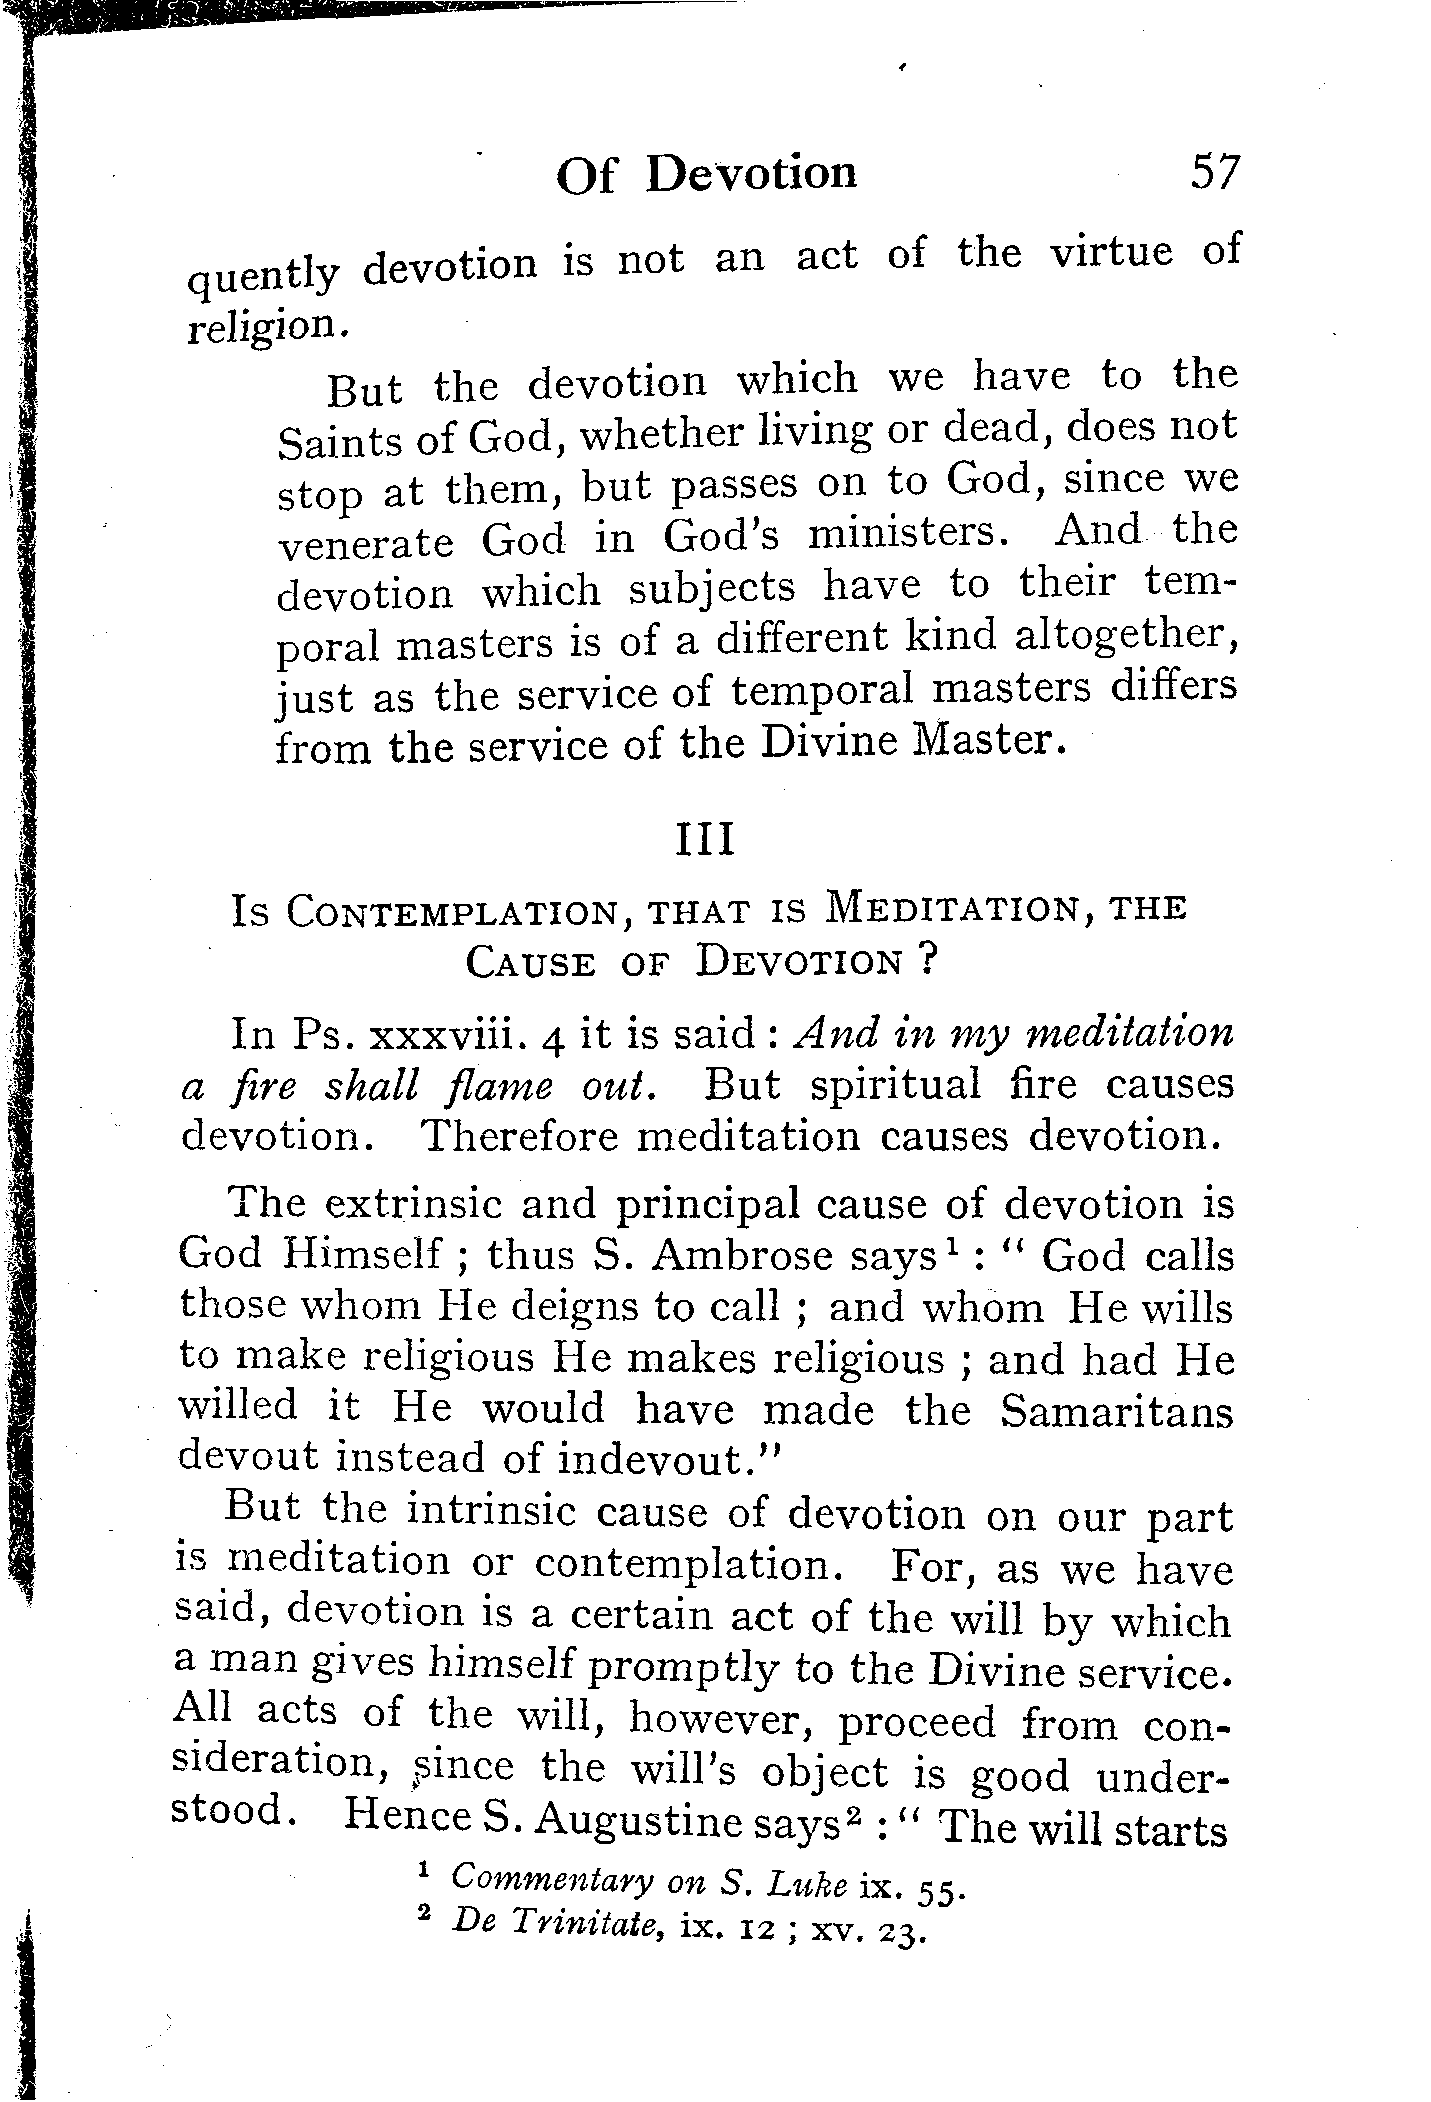 Of Devotion 57
quently devotion is not an act of the virtue of
religion.
But the devotion which we have to the
Saints of God, whether living or dead, does not
stop at them, but passes on to God, since we
venerate God in God's ministers. And the
devotion which subjects have to their tem-
poral masters is of a different kind altogether,
just as the service of temporal masters differs
from the service of the Divine Master.
III
Is Contemplation, that is Meditation, the
Cause of Devotion ?
In Ps. xxxviii. 4 it is said : And in my meditation
a fire shall flame out. But spiritual fire causes
devotion. Therefore meditation causes devotion.
The extrinsic and principal cause of devotion is
God Himself ; thus S. Ambrose says¹ : " God calls
those whom He deigns to call ; and whom He wills
to make religious He makes religious ; and had He
willed it He would have made the Samaritans
devout instead of indevout."
But the intrinsic cause of devotion on our part
is meditation or contemplation. For, as we have
said, devotion is a certain act of the will by which
a man gives himself promptly to the Divine service.
All acts of the will, however, proceed from con-
sideration, since the will's object is good under-
stood. Hence S. Augustine says² : " The will starts
¹ Commentary on S. Luke ix. 55.
² De Trinitate, ix. 12 ; xv. 23.